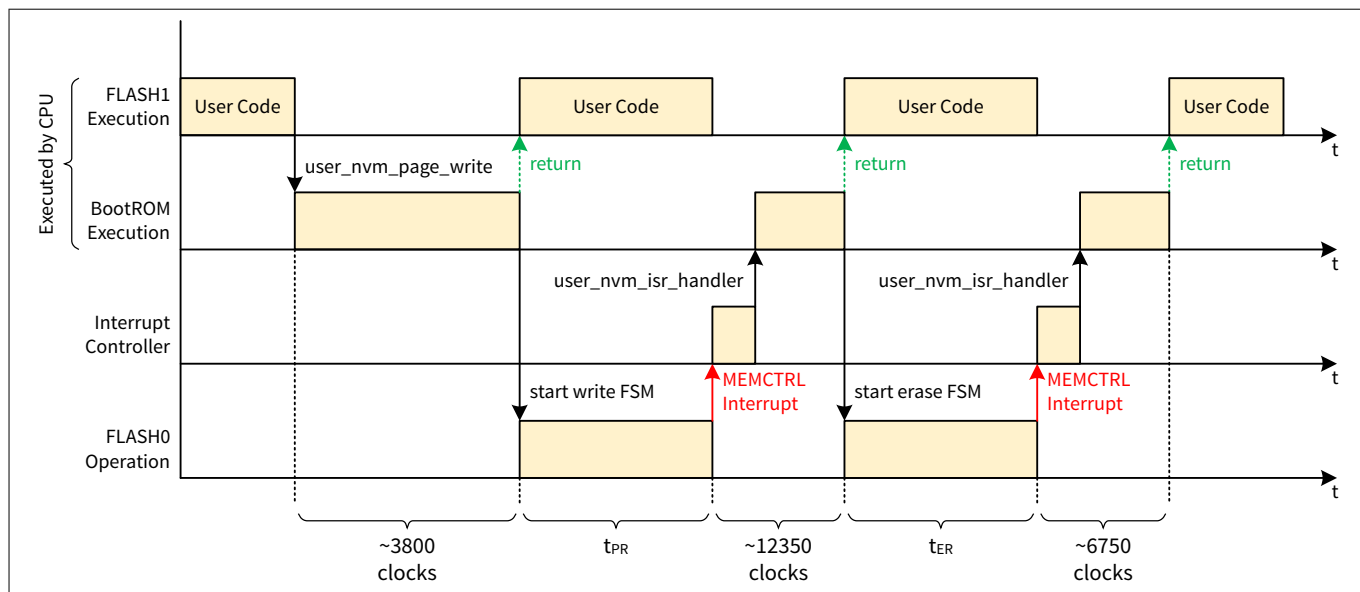 FLASH1
Execution
User Code
User Code
User Code
User Code
t
Executed by CPU
user_nvm_page_write
return
return
return
BootROM
Execution
t
user_nvm_isr_handler
user_nvm_isr_handler
Interrupt
Controller
t
start write FSM
MEMCTRL
Interrupt
start erase FSM
MEMCTRL
Interrupt
FLASH0
Operation
t
~3800
clocks
tPR
~12350
clocks
tER
~6750
clocks